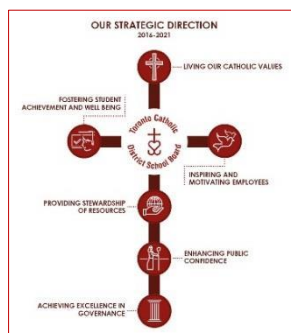 OUR STRATEGIC DIRECTION
2016-2021
LIVING OUR CATHOLIC VALUES
FOSTERING STUDENT
ACHIEVEMENT AND WELL BEING
Toronto Catholic
District School Board
INSPIRING AND
MOTIVATING EMPLOYEES
PROVIDING STEWARDSHIP
OF RESOURCES
ENHANCING PUBLIC
CONFIDENCE
ACHIEVING EXCELLENCE IN
GOVERNANCE